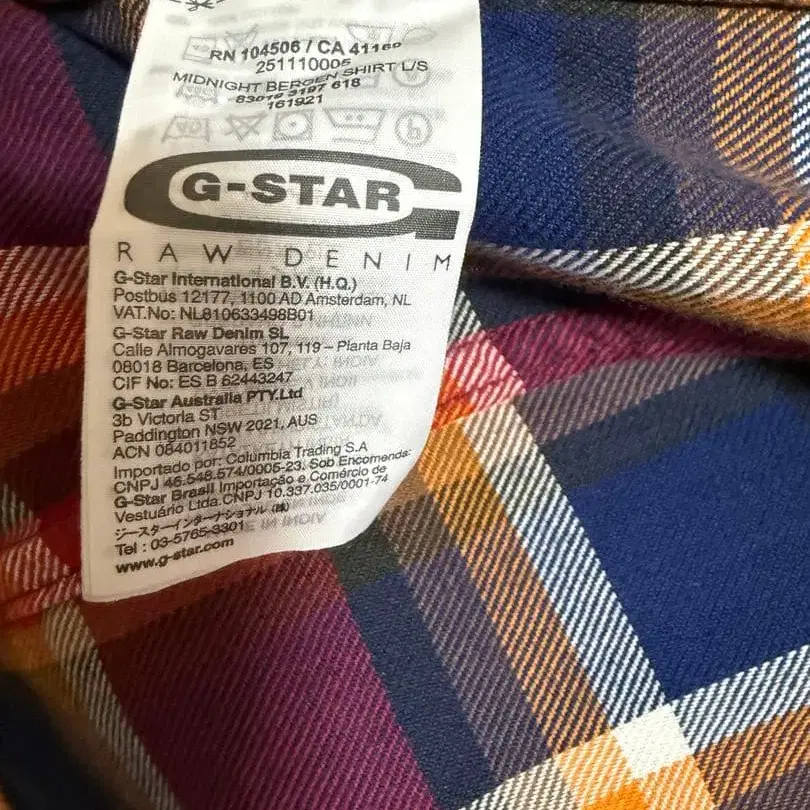 RN 104506 / CA 41169
251110005
MIDNIGHT BERGEN SHIRT L/S
83019 3197 618
161921
G-STAR
RAW DENIM
G-Star International B.V. (H.Q.)
Postbus 12177, 1100 AD Amsterdam, NL
VAT.No: NL810633498B01
G-Star Raw Denim SL
Calle Almogavares 107, 119 – Planta Baja
08018 Barcelona, ES
CIF No: ES B 62443247
G-Star Australia PTY.Ltd
3b Victoria ST
Paddington NSW 2021, AUS
ACN 084011852
Importado por: Columbia Trading S.A
CNPJ 46.548.574/0005-23, Sob Encomenda:
G-Star Brasil Importação e Comércio de
Vestuário Ltda.CNPJ 10.337.035/0001-74
ジースターインターナショナル (株)
Tel : 03-5765-3301
www.g-star.com